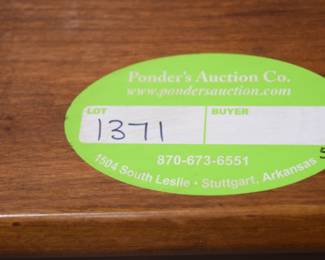 Ponder's Auction Co.
www.pondersauction.com
LOT
BUYER
1371
870-673-6551
1504 South Leslie • Stuttgart, Arkansas